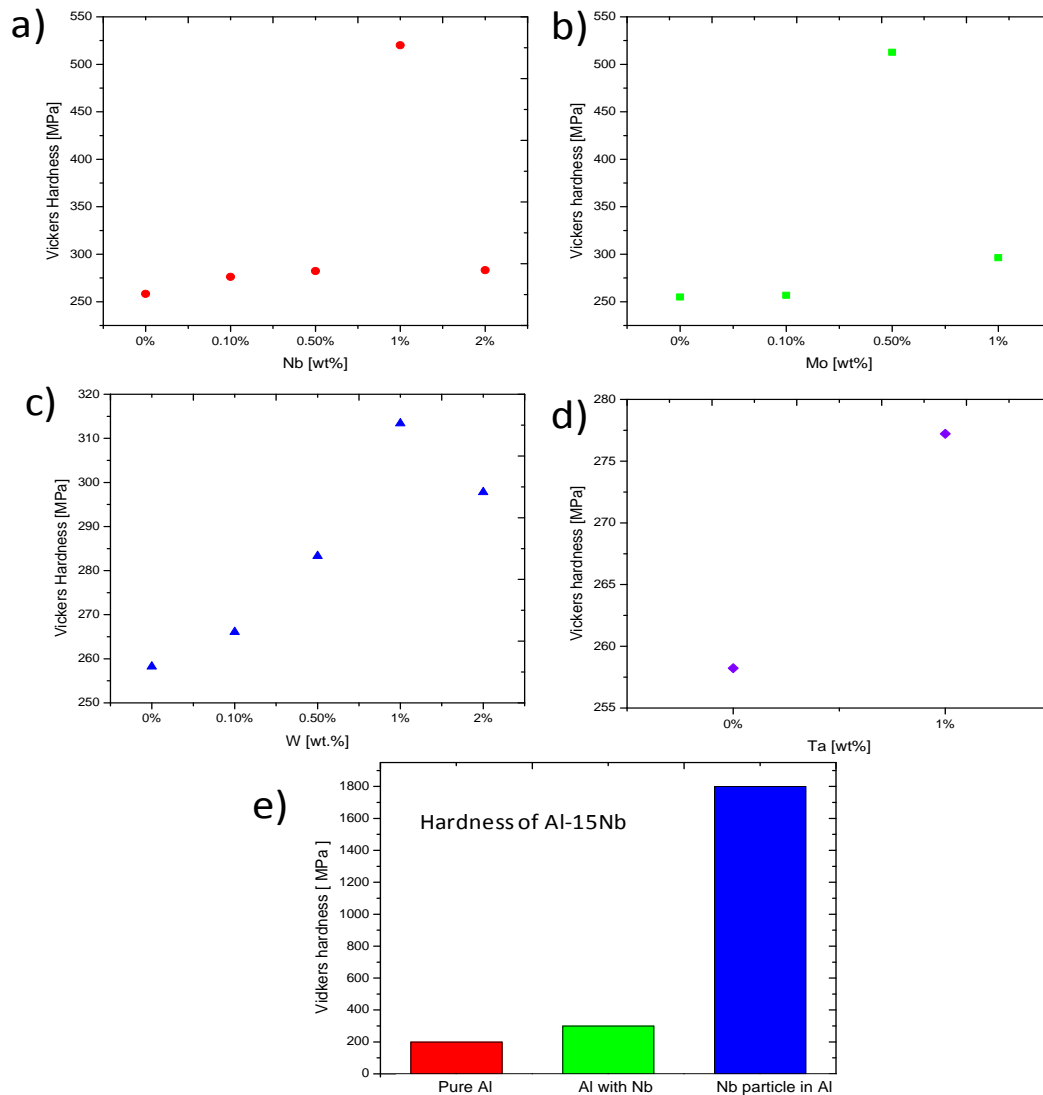 a)
550
500
450
400
350
300
250
Vickers Hardness [MPa]
0% 0.10% 0.50% 1% 2%
Nb [wt%]
b)
550
500
450
400
350
300
250
Vickers hardness [MPa]
0% 0.10% 0.50% 1%
Mo [wt%]
c)
320
310
300
290
280
270
260
250
Vickers Hardness [MPa]
0% 0.10% 0.50% 1% 2%
W [wt.%]
d)
280
275
270
265
260
255
Vickers hardness [MPa]
0% 1%
Ta [wt%]
e)
Hardness of Al-15Nb
1800
1600
1400
1200
1000
800
600
400
200
0
Vidkers hardness [ MPa ]
Pure Al Al with Nb Nb particle in Al